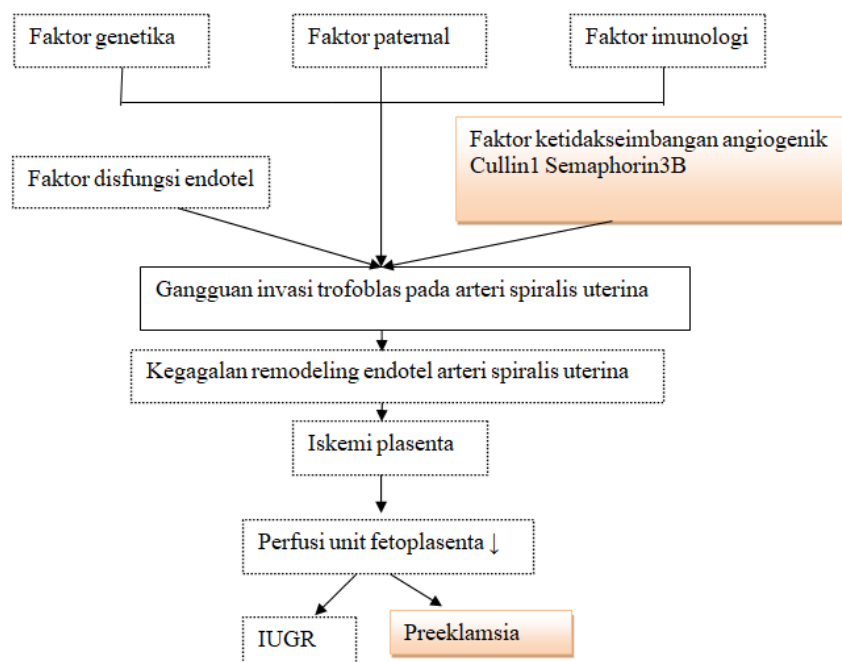 Faktor genetika
Faktor paternal
Faktor imunologi
Faktor ketidakseimbangan angiogenik
Cullin1 Semaphorin3B
Faktor disfungsi endotel
Gangguan invasi trofoblas pada arteri spiralis uterina
Kegagalan remodeling endotel arteri spiralis uterina
Iskemi plasenta
Perfusi unit fetoplasenta ↓
IUGR
Preeklamsia